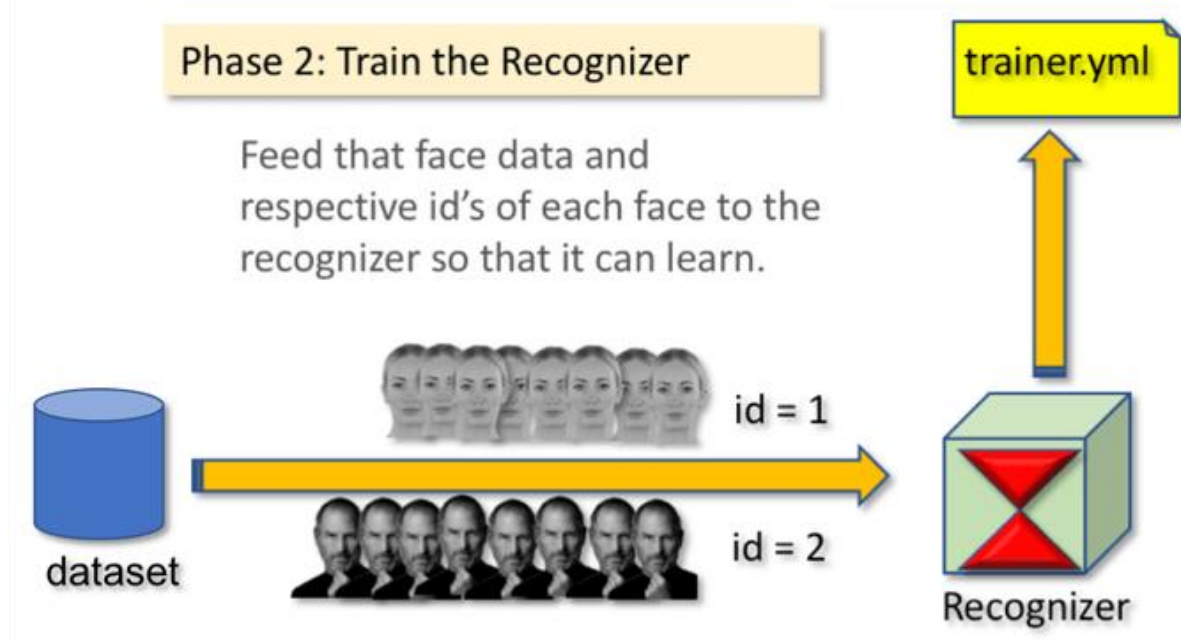 Phase 2: Train the Recognizer
trainer.yml
Feed that face data and
respective id’s of each face to the
recognizer so that it can learn.
id = 1
id = 2
dataset
Recognizer